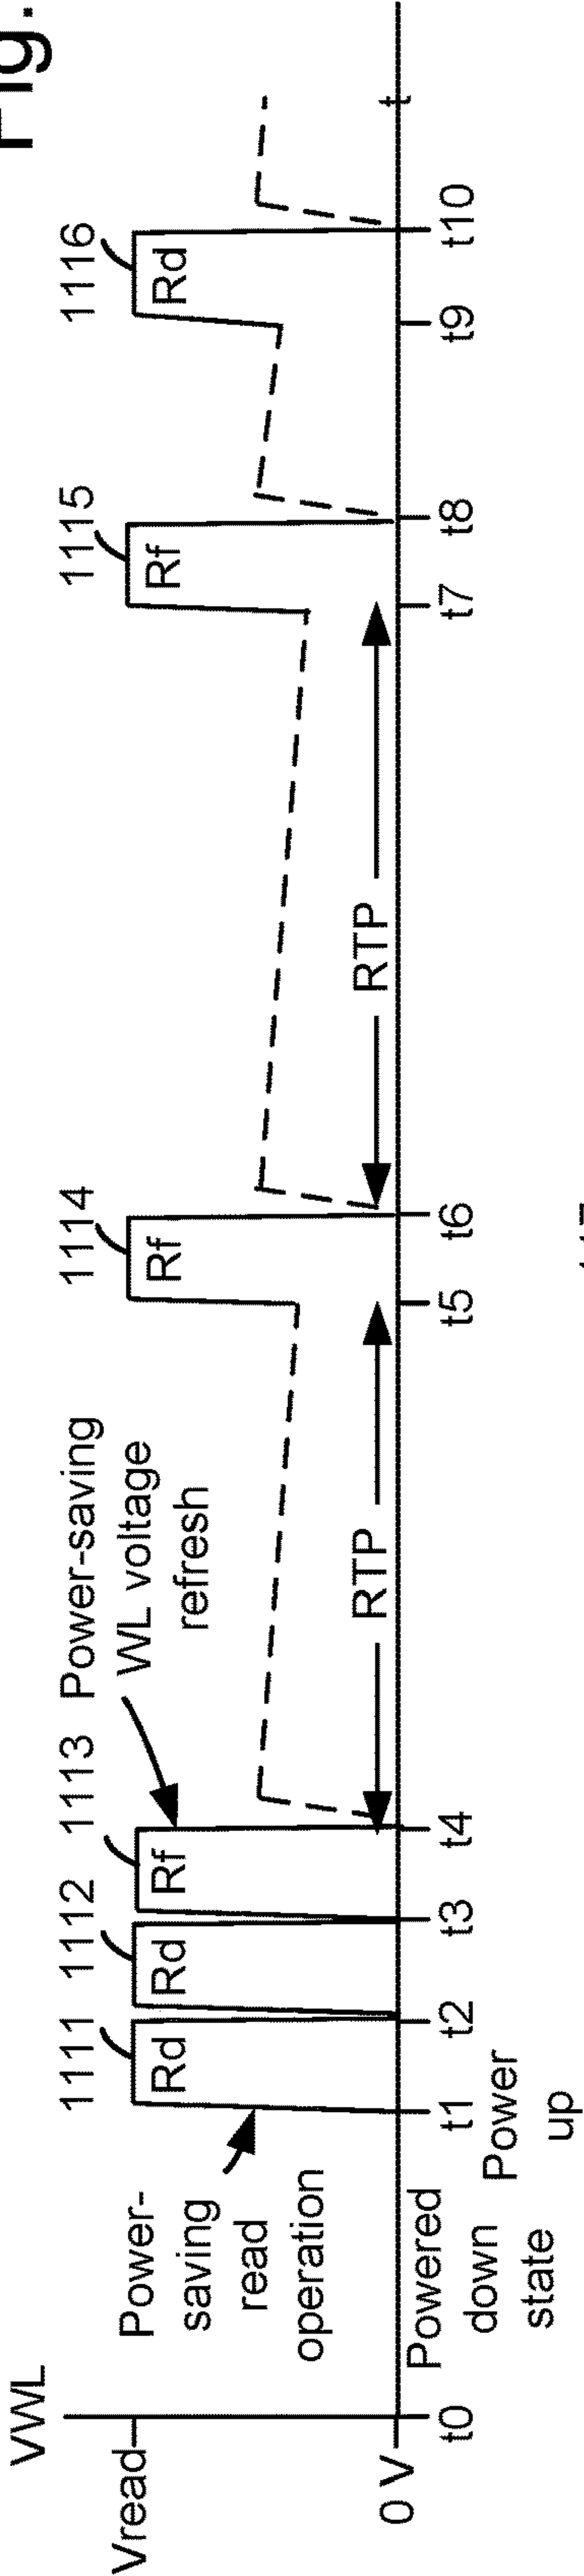 Fig.
VWL
Vread
0 V
Power-
saving
read
operation
1111
1112
1113
Power-saving
WL voltage
refresh
1114
1115
1116
Rd
Rd
Rf
Rf
Rf
Rd
RTP
RTP
t
t0
t1
t2
t3
t4
t5
t6
t7
t8
t9
t10
Powered
down
state
Power
up